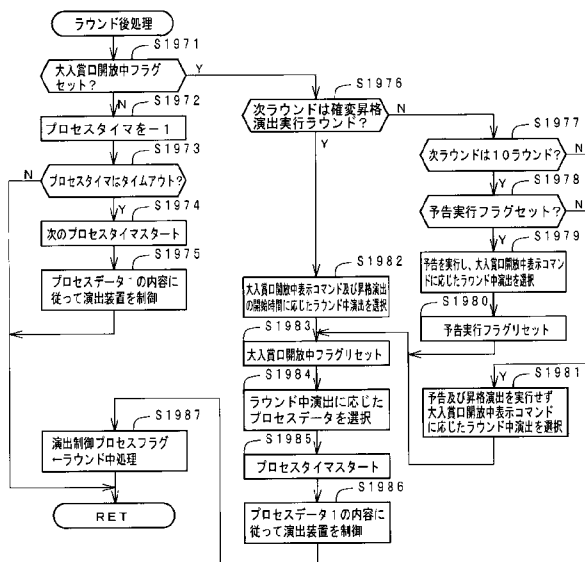 ラウンド後処理
S1971
大入賞口開放中フラグ
セット?
Y
N
S1972
プロセスタイマを−1
S1973
プロセスタイマはタイムアウト?
N
Y
S1974
次のプロセスタイマスタート
S1975
プロセスデータ
の内容に
従って演出装置を制御
S1976
次ラウンドは確変昇格
演出実行ラウンド?
N
Y
S1977
次ラウンドは10ラウンド?
N
Y
S1978
予告実行フラグセット?
N
Y
S1979
予告を実行し、大入賞口開放中表示コマン
ドに応じたラウンド中演出を選択
S1980
予告実行フラグリセット
S1981
Y
予告及び昇格演出を実行せず
大入賞口開放中表示コマンド
に応じたラウンド中演出を選択
S1982
大入賞口開放中表示コマンド及び昇格演出
の開始時間に応じたラウンド中演出を選択
S1983
大入賞口開放中フラグリセット
S1984
ラウンド中演出に応じた
プロセスデータを選択
S1985
プロセスタイマスタート
S1986
プロセスデータ1の内容に
従って演出装置を制御
S1987
演出制御プロセスフラグ
←ラウンド中処理
RET